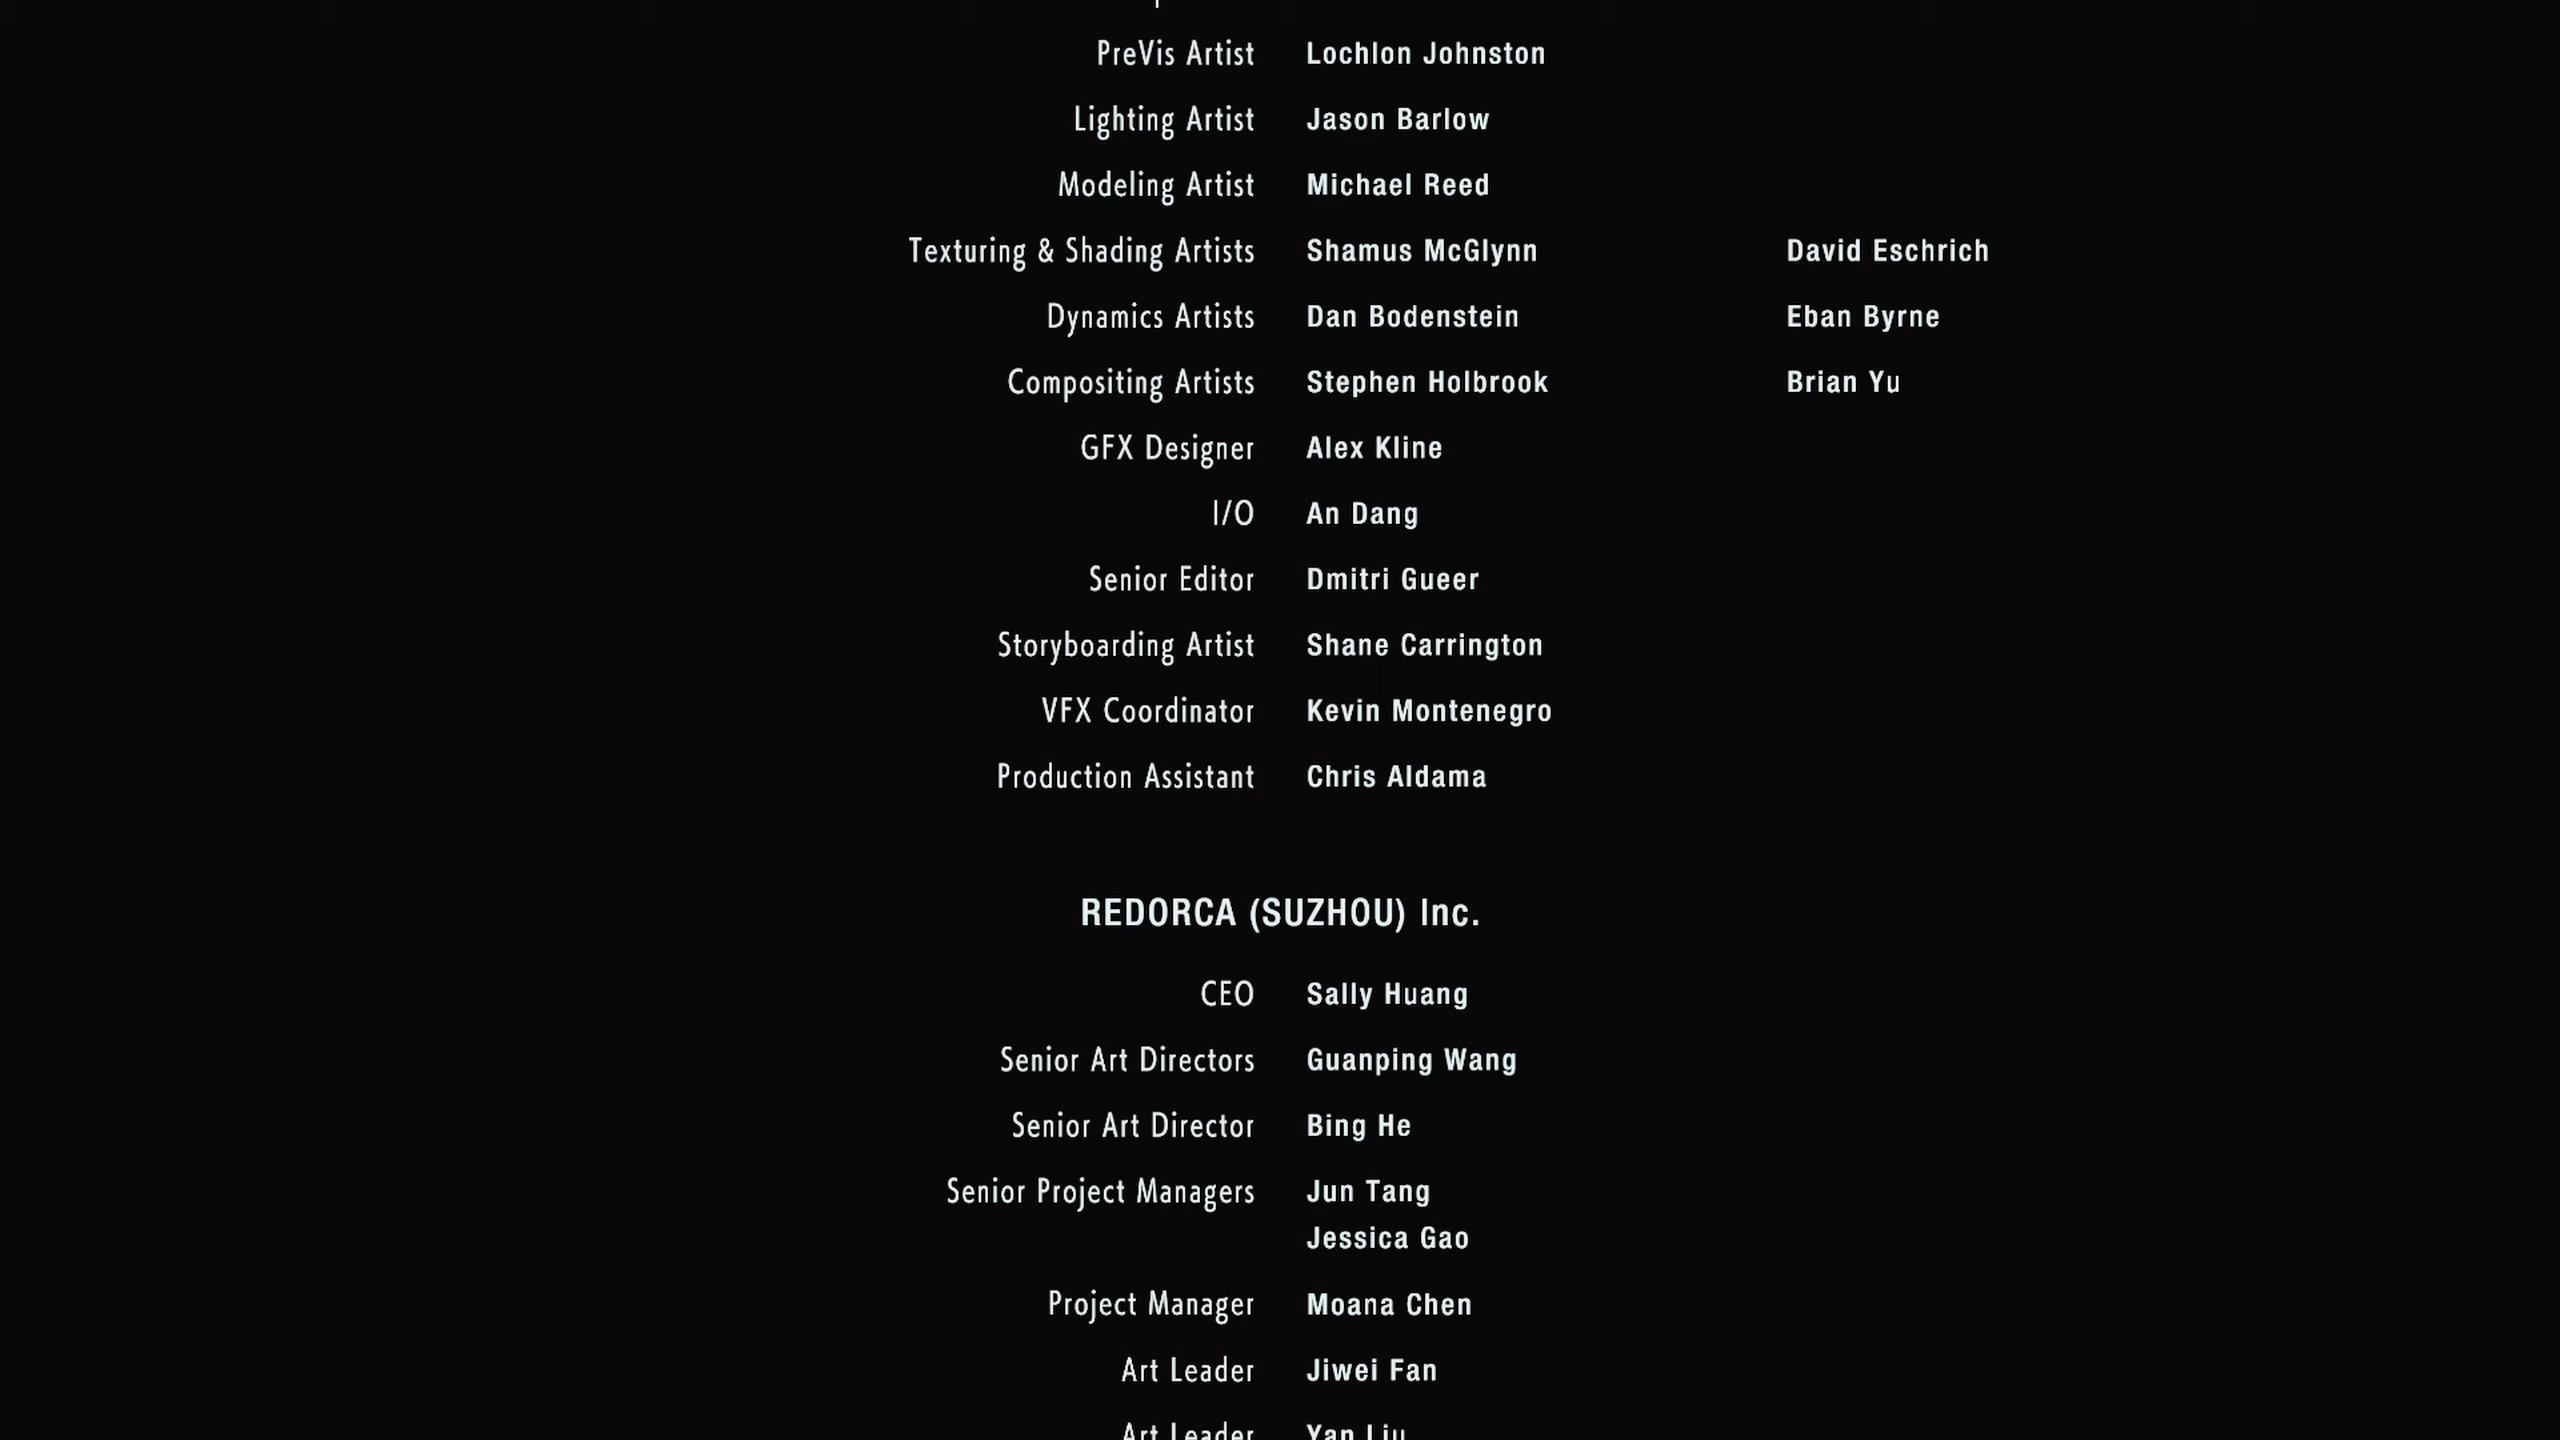 PreVis Artist Lochlon Johnston
Lighting Artist Jason Barlow
Modeling Artist Michael Reed
Texturing & Shading Artists Shamus McGlynn David Eschrich
Dynamics Artists Dan Bodenstein Eban Byrne
Compositing Artists Stephen Holbrook Brian Yu
GFX Designer Alex Kline
I/O An Dang
Senior Editor Dmitri Gueer
Storyboarding Artist Shane Carrington
VFX Coordinator Kevin Montenegro
Production Assistant Chris Aldama
REDORCA (SUZHOU) Inc.
CEO Sally Huang
Senior Art Directors Guanping Wang
Senior Art Director Bing He
Senior Project Managers Jun Tang
Jessica Gao
Project Manager Moana Chen
Art Leader Jiwei Fan
Art Leader Yan Liu